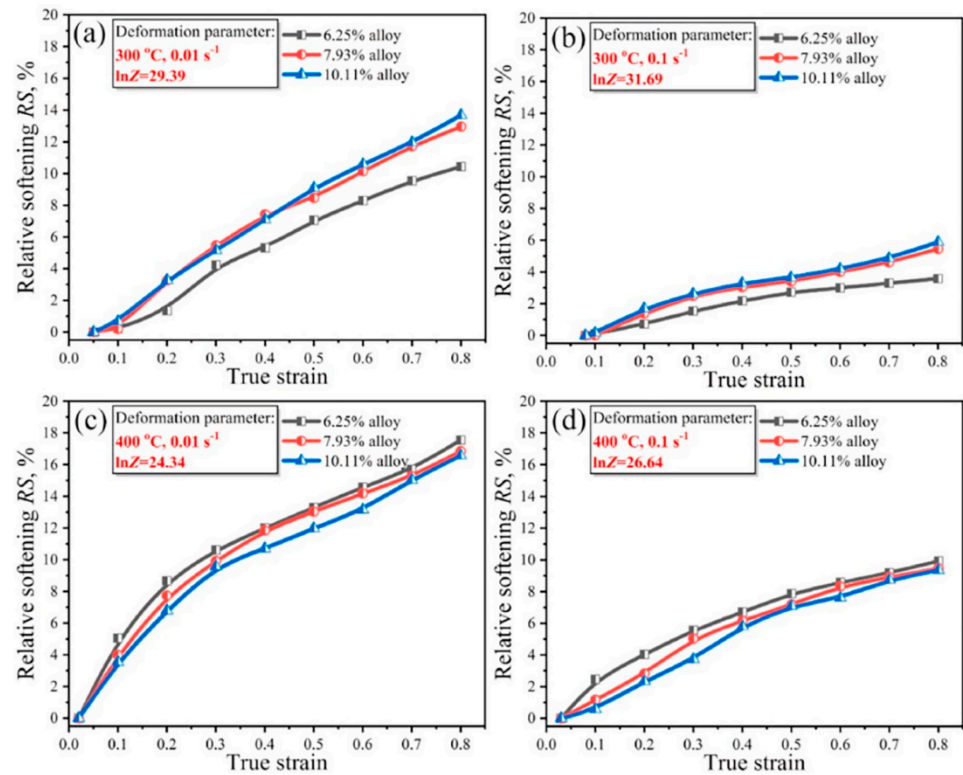 (a)
Deformation parameter:
300 °C, 0.01 s⁻¹
lnZ=29.39
6.25% alloy
7.93% alloy
10.11% alloy
Relative softening RS, %
20
18
16
14
12
10
8
6
4
2
0
0.0 0.1 0.2 0.3 0.4 0.5 0.6 0.7 0.8
True strain
(b)
Deformation parameter:
300 °C, 0.1 s⁻¹
lnZ=31.69
6.25% alloy
7.93% alloy
10.11% alloy
Relative softening RS, %
20
18
16
14
12
10
8
6
4
2
0
0.0 0.1 0.2 0.3 0.4 0.5 0.6 0.7 0.8
True strain
(c)
Deformation parameter:
400 °C, 0.01 s⁻¹
lnZ=24.34
6.25% alloy
7.93% alloy
10.11% alloy
Relative softening RS, %
20
18
16
14
12
10
8
6
4
2
0
0.0 0.1 0.2 0.3 0.4 0.5 0.6 0.7 0.8
True strain
(d)
Deformation parameter:
400 °C, 0.1 s⁻¹
lnZ=26.64
6.25% alloy
7.93% alloy
10.11% alloy
Relative softening RS, %
20
18
16
14
12
10
8
6
4
2
0
0.0 0.1 0.2 0.3 0.4 0.5 0.6 0.7 0.8
True strain